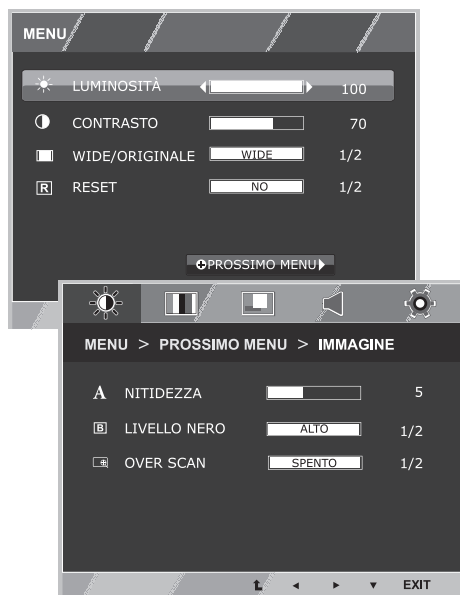 MENU
LUMINOSITÀ 100
CONTRASTO 70
WIDE/ORIGINALE WIDE 1/2
R RESET NO 1/2
PROSSIMO MENU
MENU > PROSSIMO MENU > IMMAGINE
A NITIDEZZA 5
B LIVELLO NERO ALTO 1/2
OVER SCAN SPENTO 1/2
EXIT